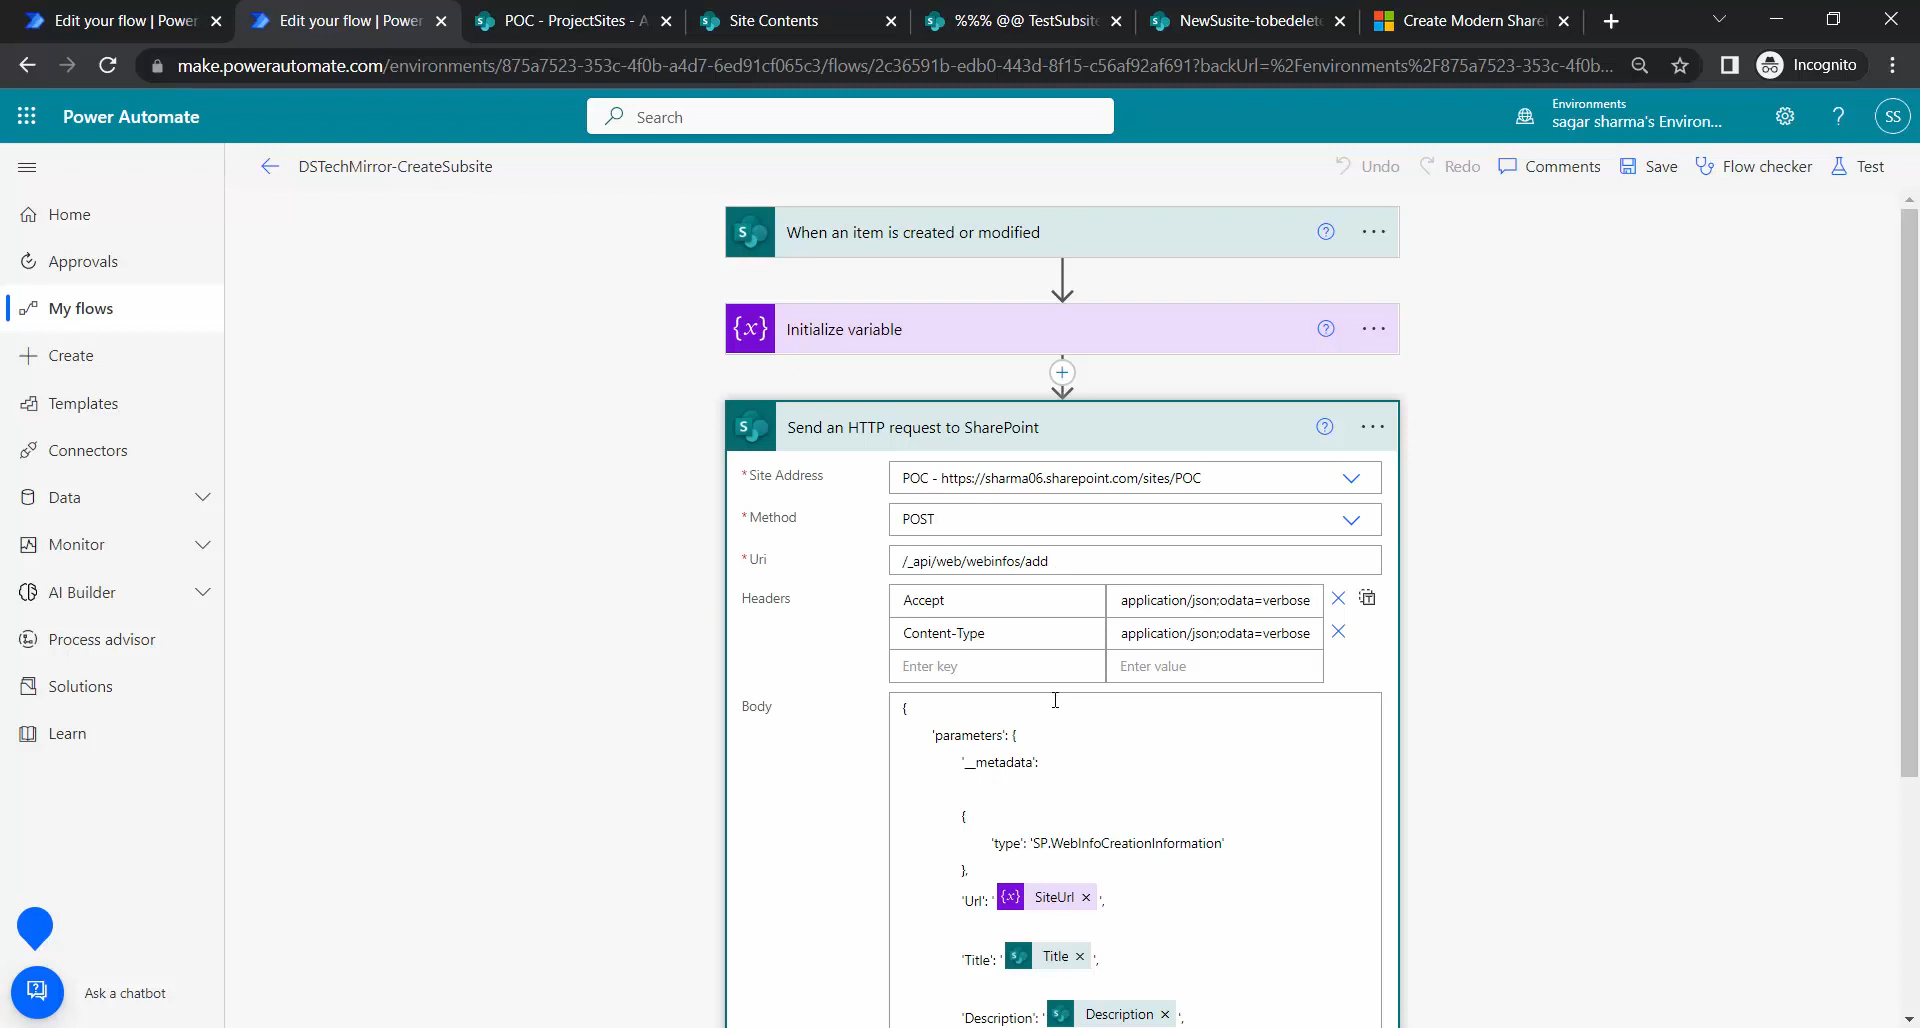 Edit your flow | Power
Edit your flow | Power
POC - ProjectSites - A
Site Contents
%%% @@ TestSubsite
NewSusite-tobedelete
Create Modern Share
make.powerautomate.com/environments/875a7523-353c-4f0b-a4d7-6ed91cf065c3/flows/2c36591b-edb0-443d-8f15-c56af92af691?backUrl=%2Fenvironments%2F875a7523-353c-4f0b...
Incognito
Power Automate
Search
Environments
sagar sharma's Environ...
SS
DSTechMirror-CreateSubsite
Undo
Redo
Comments
Save
Flow checker
Test
Home
Approvals
My flows
Create
Templates
Connectors
Data
Monitor
AI Builder
Process advisor
Solutions
Learn
Ask a chatbot
When an item is created or modified
{x} Initialize variable
Send an HTTP request to SharePoint
* Site Address
POC - https://sharma06.sharepoint.com/sites/POC
* Method
POST
* Uri
/_api/web/webinfos/add
Headers
Accept
application/json;odata=verbose
Content-Type
application/json;odata=verbose
Enter key
Enter value
Body
{
'parameters': {
'__metadata':
{
'type': 'SP.WebInfoCreationInformation'
},
'Url': ' {x} SiteUrl ',
'Title': ' Title ',
'Description': ' Description ',